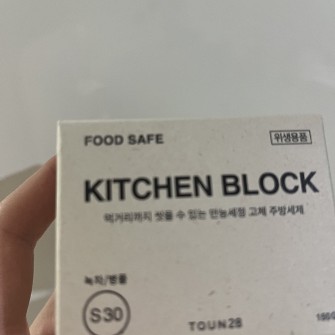 FOOD SAFE
위생용품
KITCHEN BLOCK
먹거리까지 씻을 수 있는 만능세정 고체 주방세제
녹차/병풀
S30
TOUN28